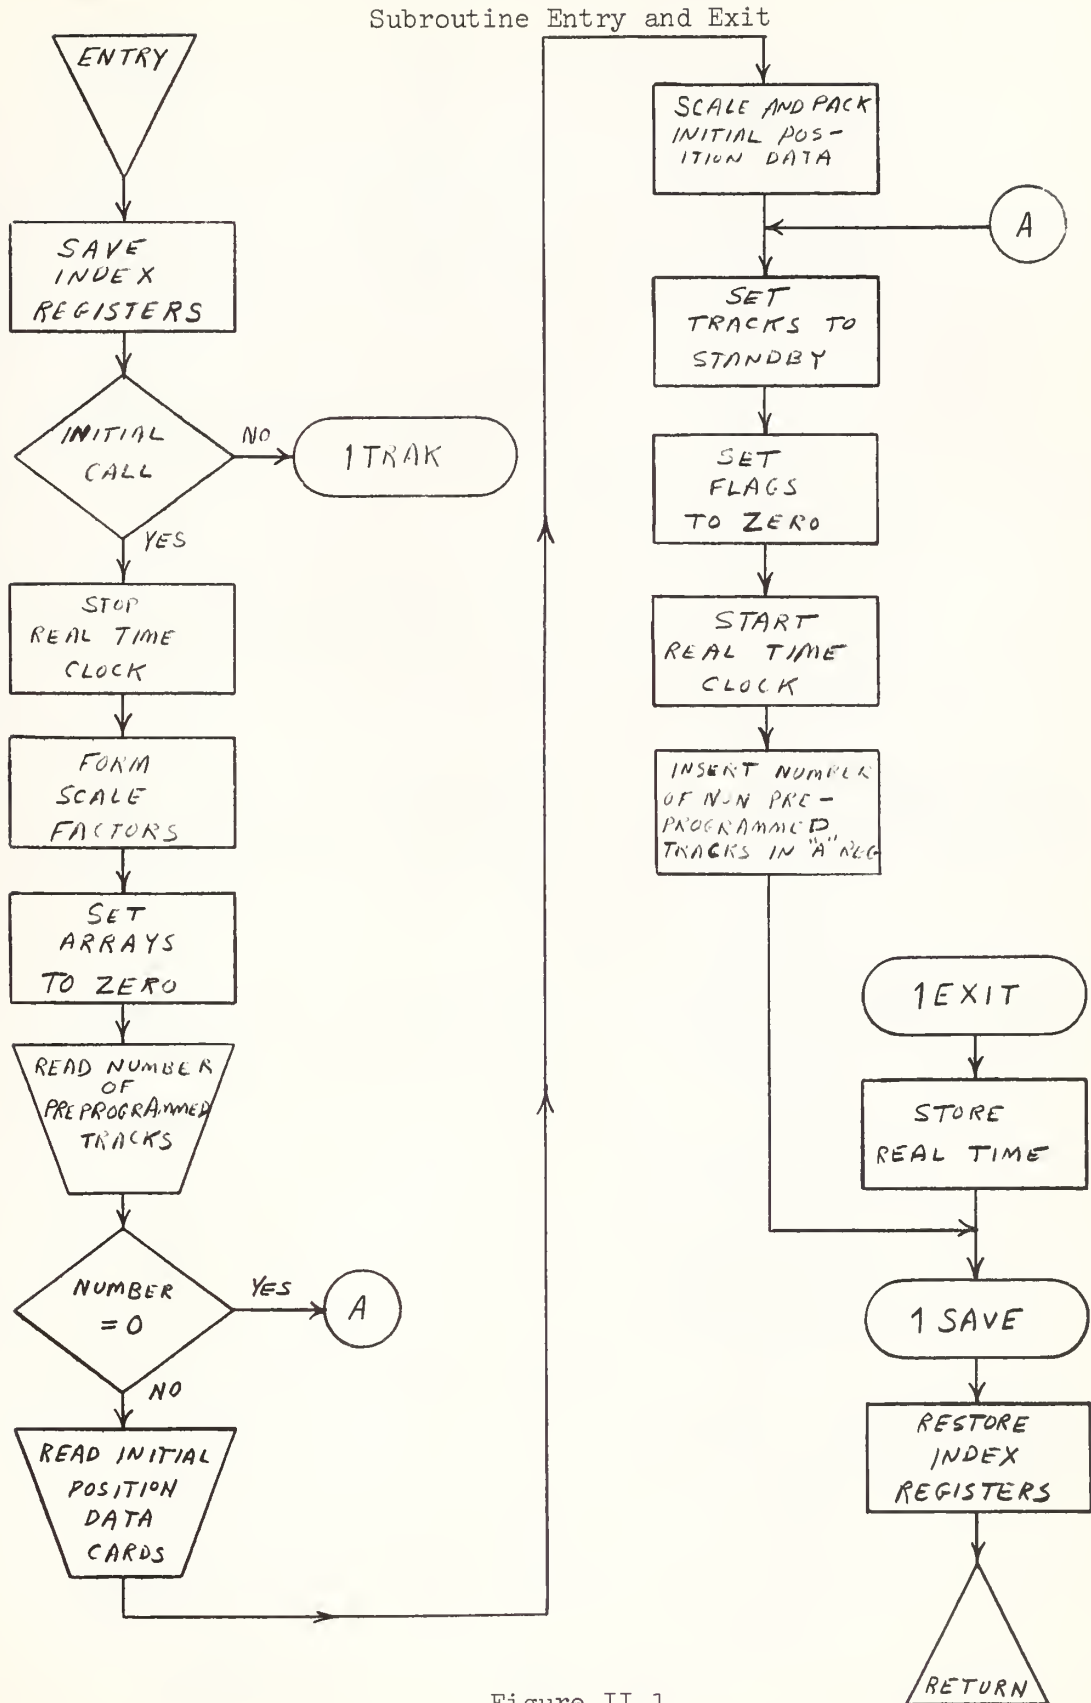 Subroutine Entry and Exit
ENTRY
SAVE
INDEX
REGISTERS
INITIAL
CALL
NO
1TRAK
YES
STOP
REAL TIME
CLOCK
FORM
SCALE
FACTORS
SET
ARRAYS
TO ZERO
READ NUMBER
OF
PREPROGRAMMED
TRACKS
NUMBER
= 0
YES
A
NO
READ INITIAL
POSITION
DATA
CARDS
SCALE AND PACK
INITIAL POS-
ITION DATA
A
SET
TRACKS TO
STANDBY
SET
FLAGS
TO ZERO
START
REAL TIME
CLOCK
INSERT NUMBER
OF NON PRE-
PROGRAMMED
TRACKS IN "A" REG
1EXIT
STORE
REAL TIME
1 SAVE
RESTORE
INDEX
REGISTERS
RETURN
Figure II-1